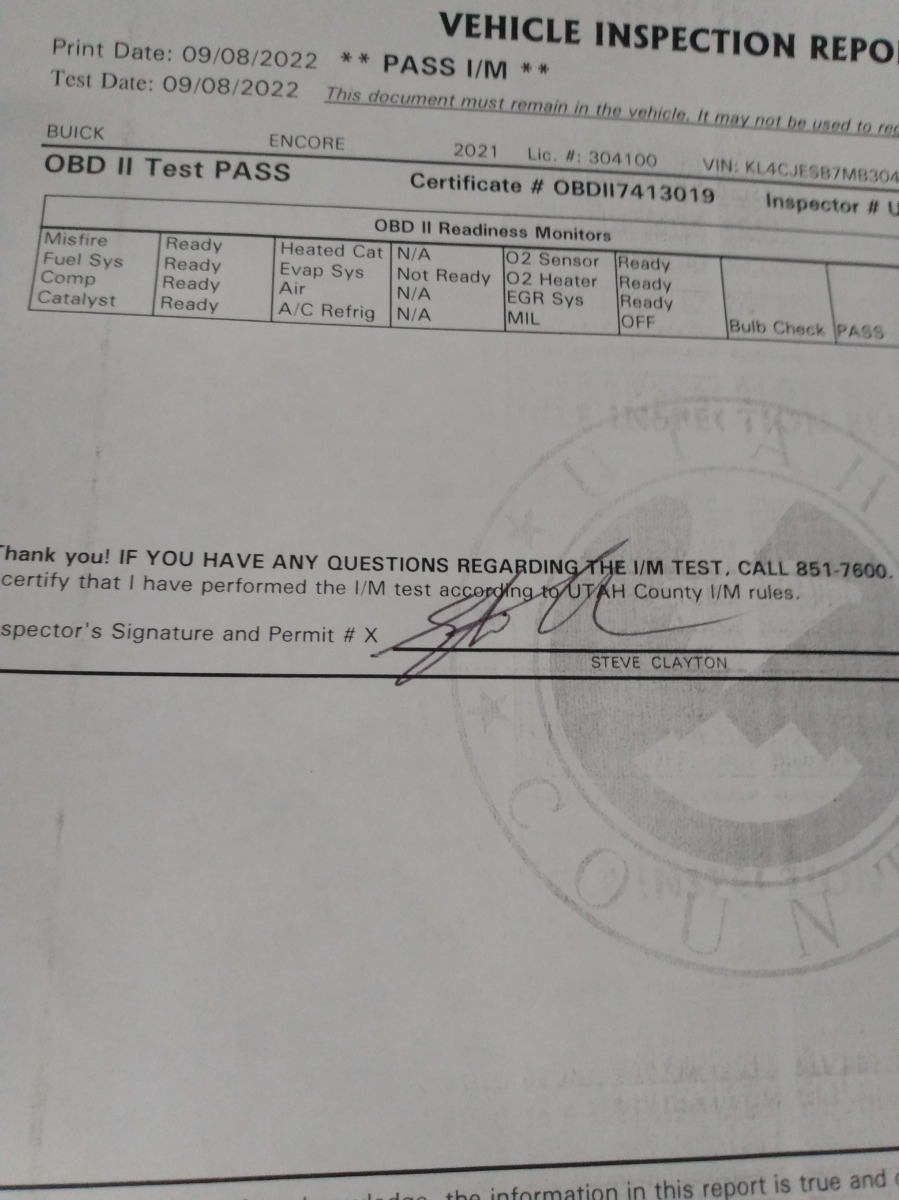 VEHICLE INSPECTION REPO
Print Date: 09/08/2022 ** PASS I/M **
Test Date: 09/08/2022 This document must remain in the vehicle. It may not be used to reg
BUICK ENCORE 2021 Lic. #: 304100 VIN: KL4CJESB7MB304
OBD II Test PASS Certificate # OBDII7413019 Inspector # U
OBD II Readiness Monitors
Misfire Ready Heated Cat N/A O2 Sensor Ready
Fuel Sys Ready Evap Sys Not Ready O2 Heater Ready
Comp Ready Air N/A EGR Sys Ready
Catalyst Ready A/C Refrig N/A MIL OFF Bulb Check PASS
UTAH
Thank you! IF YOU HAVE ANY QUESTIONS REGARDING THE I/M TEST, CALL 851-7600.
certify that I have performed the I/M test according to UTAH County I/M rules.
spector's Signature and Permit # X
STEVE CLAYTON
COUN
the information in this report is true and